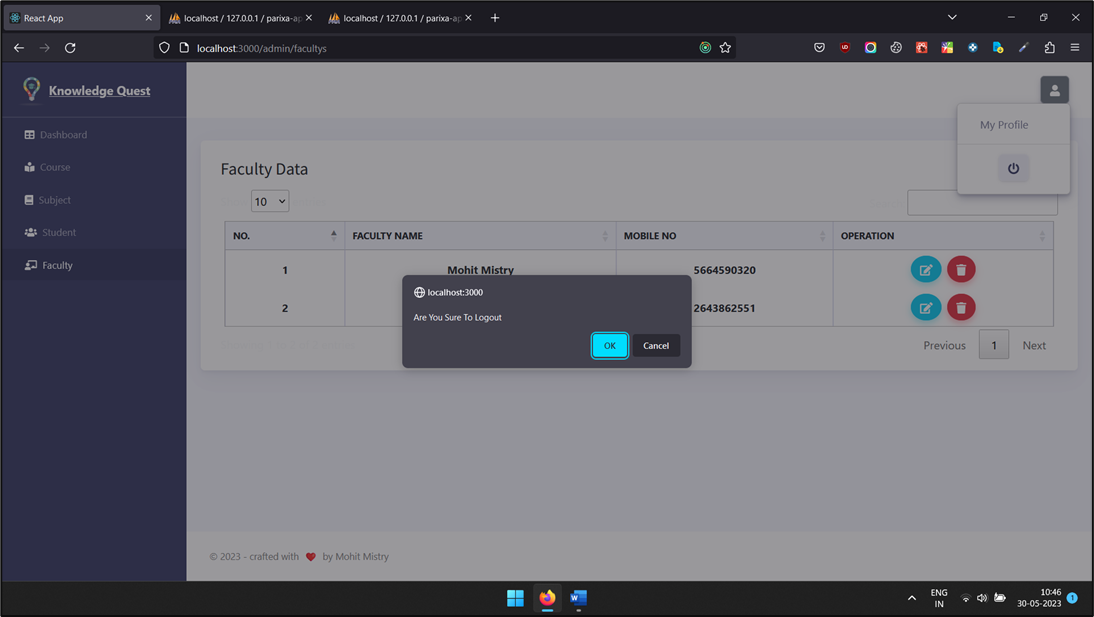 React App
localhost / 127.0.0.1 / parixa-ap
localhost / 127.0.0.1 / parixa-ap
localhost:3000/admin/facultys
Knowledge Quest
My Profile
Dashboard
Course
Subject
Student
Faculty
Faculty Data
10
NO. FACULTY NAME MOBILE NO OPERATION
1 Mohit Mistry 5664590320
2 2643862551
localhost:3000
Are You Sure To Logout
OK Cancel
Previous 1 Next
© 2023 - crafted with by Mohit Mistry
ENG
IN
10:46
30-05-2023
1